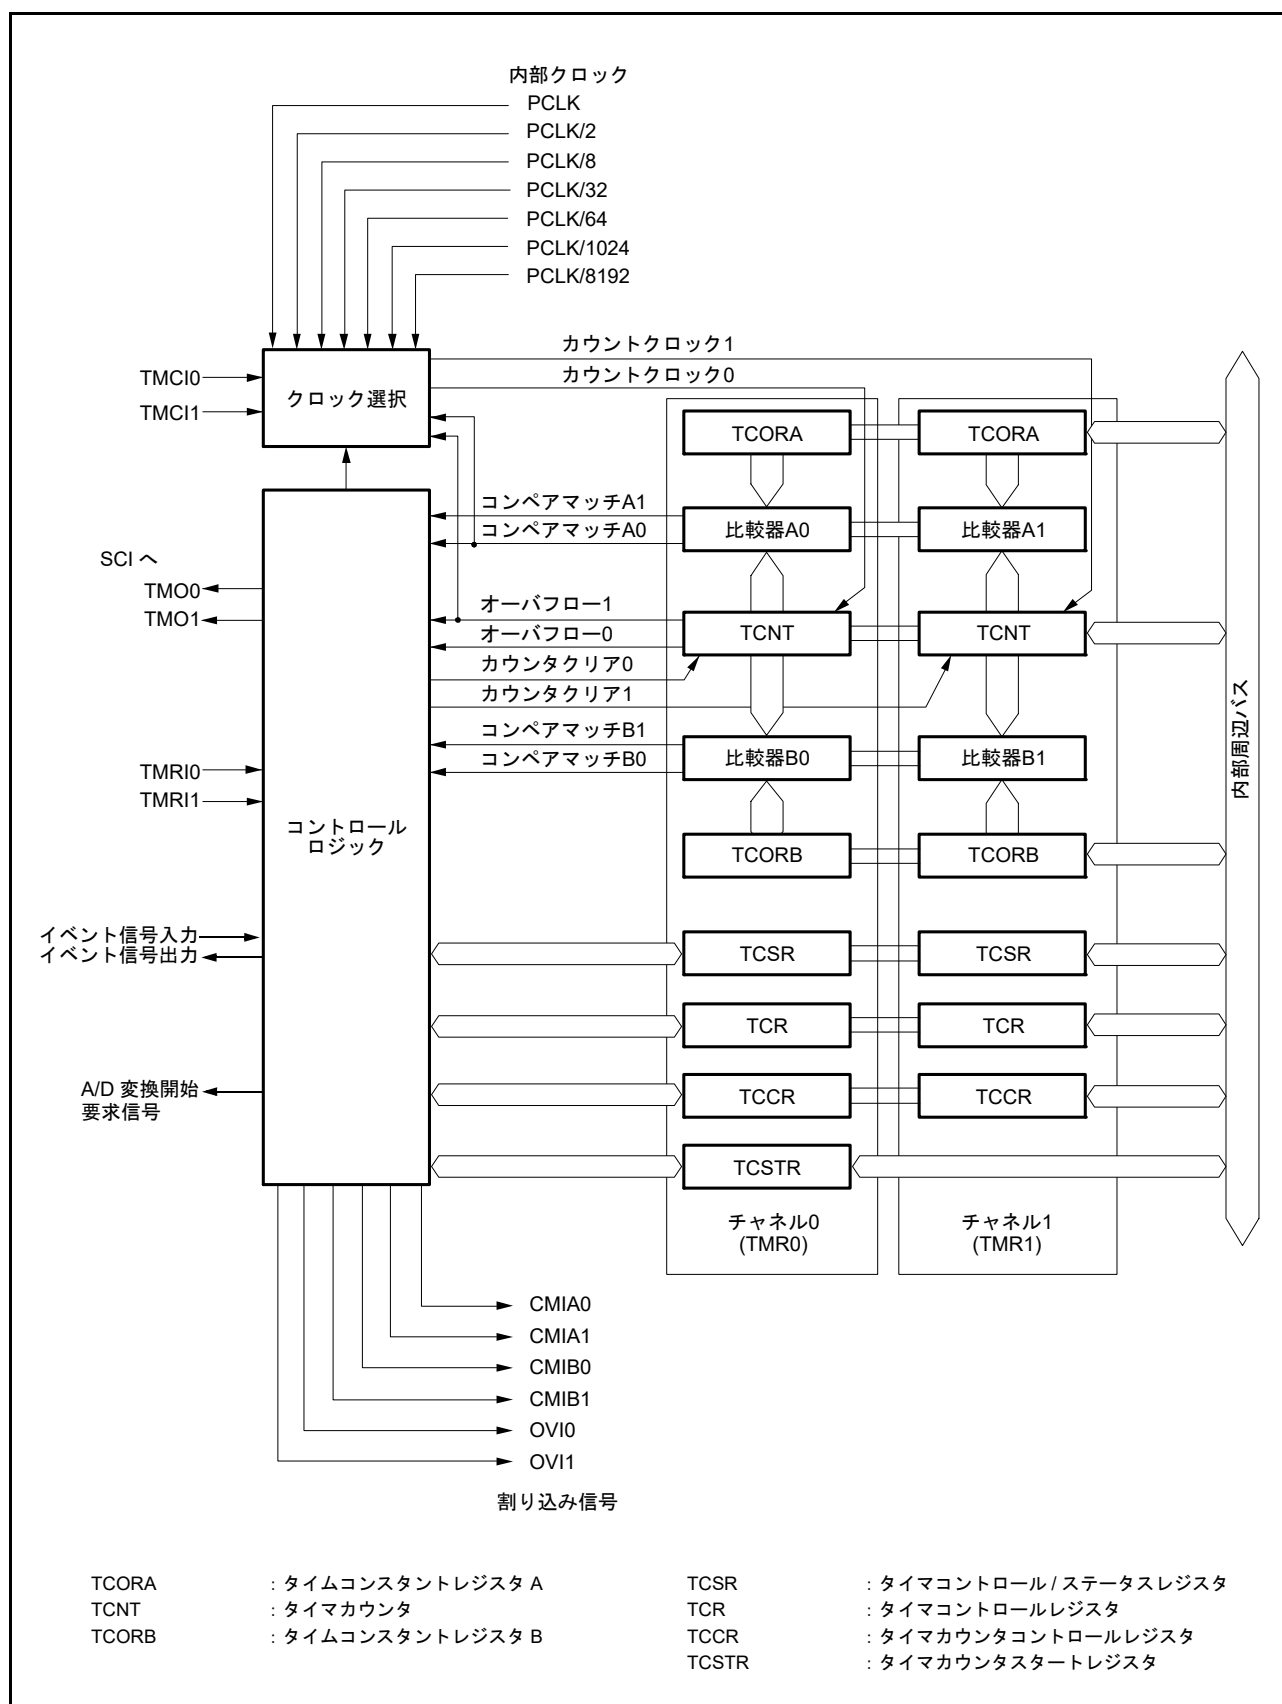 内部クロック
PCLK
PCLK/2
PCLK/8
PCLK/32
PCLK/64
PCLK/1024
PCLK/8192
カウントクロック1
カウントクロック0
TMCI0
TMCI1
クロック選択
TCORA
TCORA
コンペアマッチA1
コンペアマッチA0
比較器A0
比較器A1
SCI へ
TMO0
TMO1
オーバフロー1
オーバフロー0
TCNT
TCNT
カウンタクリア0
カウンタクリア1
コンペアマッチB1
コンペアマッチB0
比較器B0
比較器B1
内部周辺バス
TMRI0
TMRI1
コントロール
ロジック
TCORB
TCORB
イベント信号入力
イベント信号出力
TCSR
TCSR
TCR
TCR
A/D 変換開始
要求信号
TCCR
TCCR
TCSTR
チャネル0
(TMR0)
チャネル1
(TMR1)
CMIA0
CMIA1
CMIB0
CMIB1
OVI0
OVI1
割り込み信号
TCORA : タイムコンスタントレジスタ A
TCNT : タイマカウンタ
TCORB : タイムコンスタントレジスタ B
TCSR : タイマコントロール / ステータスレジスタ
TCR : タイマコントロールレジスタ
TCCR : タイマカウンタコントロールレジスタ
TCSTR : タイマカウンタスタートレジスタ